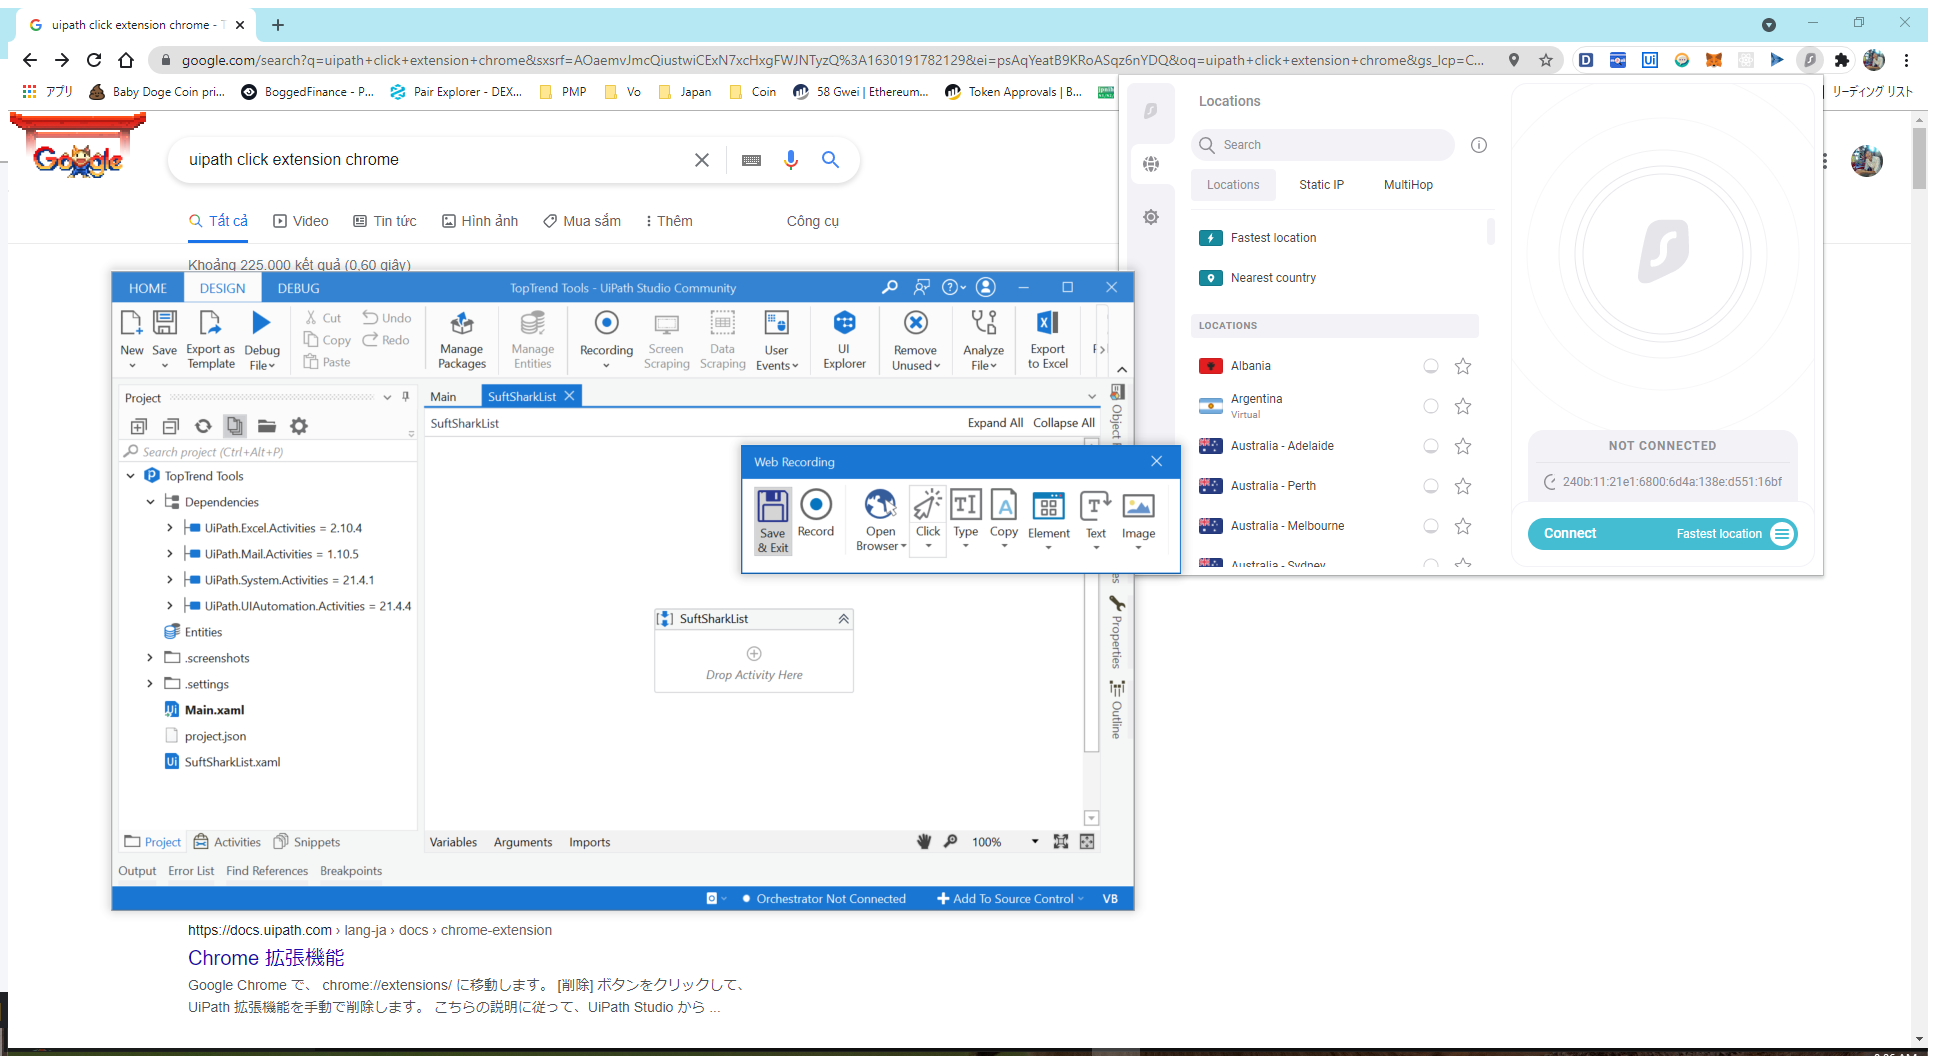 uipath click extension chrome - T
google.com/search?q=uipath+click+extension+chrome&sxsrf=AOaemvJmcQiustwiCExN7xcHxgFWJNTyzQ%3A1630191782129&ei=psAqYeatB9KRoASqz6nYDQ&oq=uipath+click+extension+chrome&gs_lcp=C...
アプリ
Baby Doge Coin pri...
BoggedFinance - P...
Pair Explorer - DEX...
PMP
Vo
Japan
Coin
58 Gwei | Ethereum...
Token Approvals | B...
リーディング リスト
Google
uipath click extension chrome
Tất cả
Video
Tin tức
Hình ảnh
Mua sắm
Thêm
Công cụ
Khoảng 225.000 kết quả (0,60 giây)
HOME
DESIGN
DEBUG
TopTrend Tools - UiPath Studio Community
New
Save
Export as
Template
Debug
File
Cut
Copy
Paste
Undo
Redo
Manage
Packages
Manage
Entities
Recording
Screen
Scraping
Data
Scraping
User
Events
UI
Explorer
Remove
Unused
Analyze
File
Export
to Excel
Project
Search project (Ctrl+Alt+P)
TopTrend Tools
Dependencies
UiPath.Excel.Activities = 2.10.4
UiPath.Mail.Activities = 1.10.5
UiPath.System.Activities = 21.4.1
UiPath.UIAutomation.Activities = 21.4.4
Entities
.screenshots
.settings
Main.xaml
project.json
SuftSharkList.xaml
Project
Activities
Snippets
Main
SuftSharkList
SuftSharkList
Expand All
Collapse All
Object
Properties
Outline
Web Recording
Save
& Exit
Record
Open
Browser
Click
Type
Copy
Element
Text
Image
SuftSharkList
Drop Activity Here
Variables
Arguments
Imports
100%
Output
Error List
Find References
Breakpoints
Orchestrator Not Connected
Add To Source Control
VB
Locations
Search
Locations
Static IP
MultiHop
Fastest location
Nearest country
LOCATIONS
Albania
Argentina
Virtual
Australia - Adelaide
Australia - Perth
Australia - Melbourne
Australia - Sydney
NOT CONNECTED
240b:11:21e1:6800:6d4a:138e:d551:16bf
Connect
Fastest location
https://docs.uipath.com › lang-ja › docs › chrome-extension
Chrome 拡張機能
Google Chrome で、 chrome://extensions/ に移動します。 [削除] ボタンをクリックして、
UiPath 拡張機能を手動で削除します。 こちらの説明に従って、UiPath Studio から ...